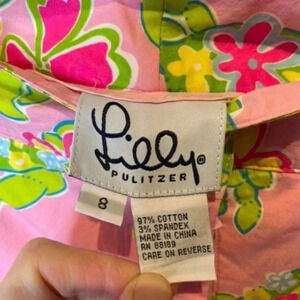 Lilly®
PULITZER
8
97% COTTON
3% SPANDEX
MADE IN CHINA
RN 88189
CARE ON REVERSE